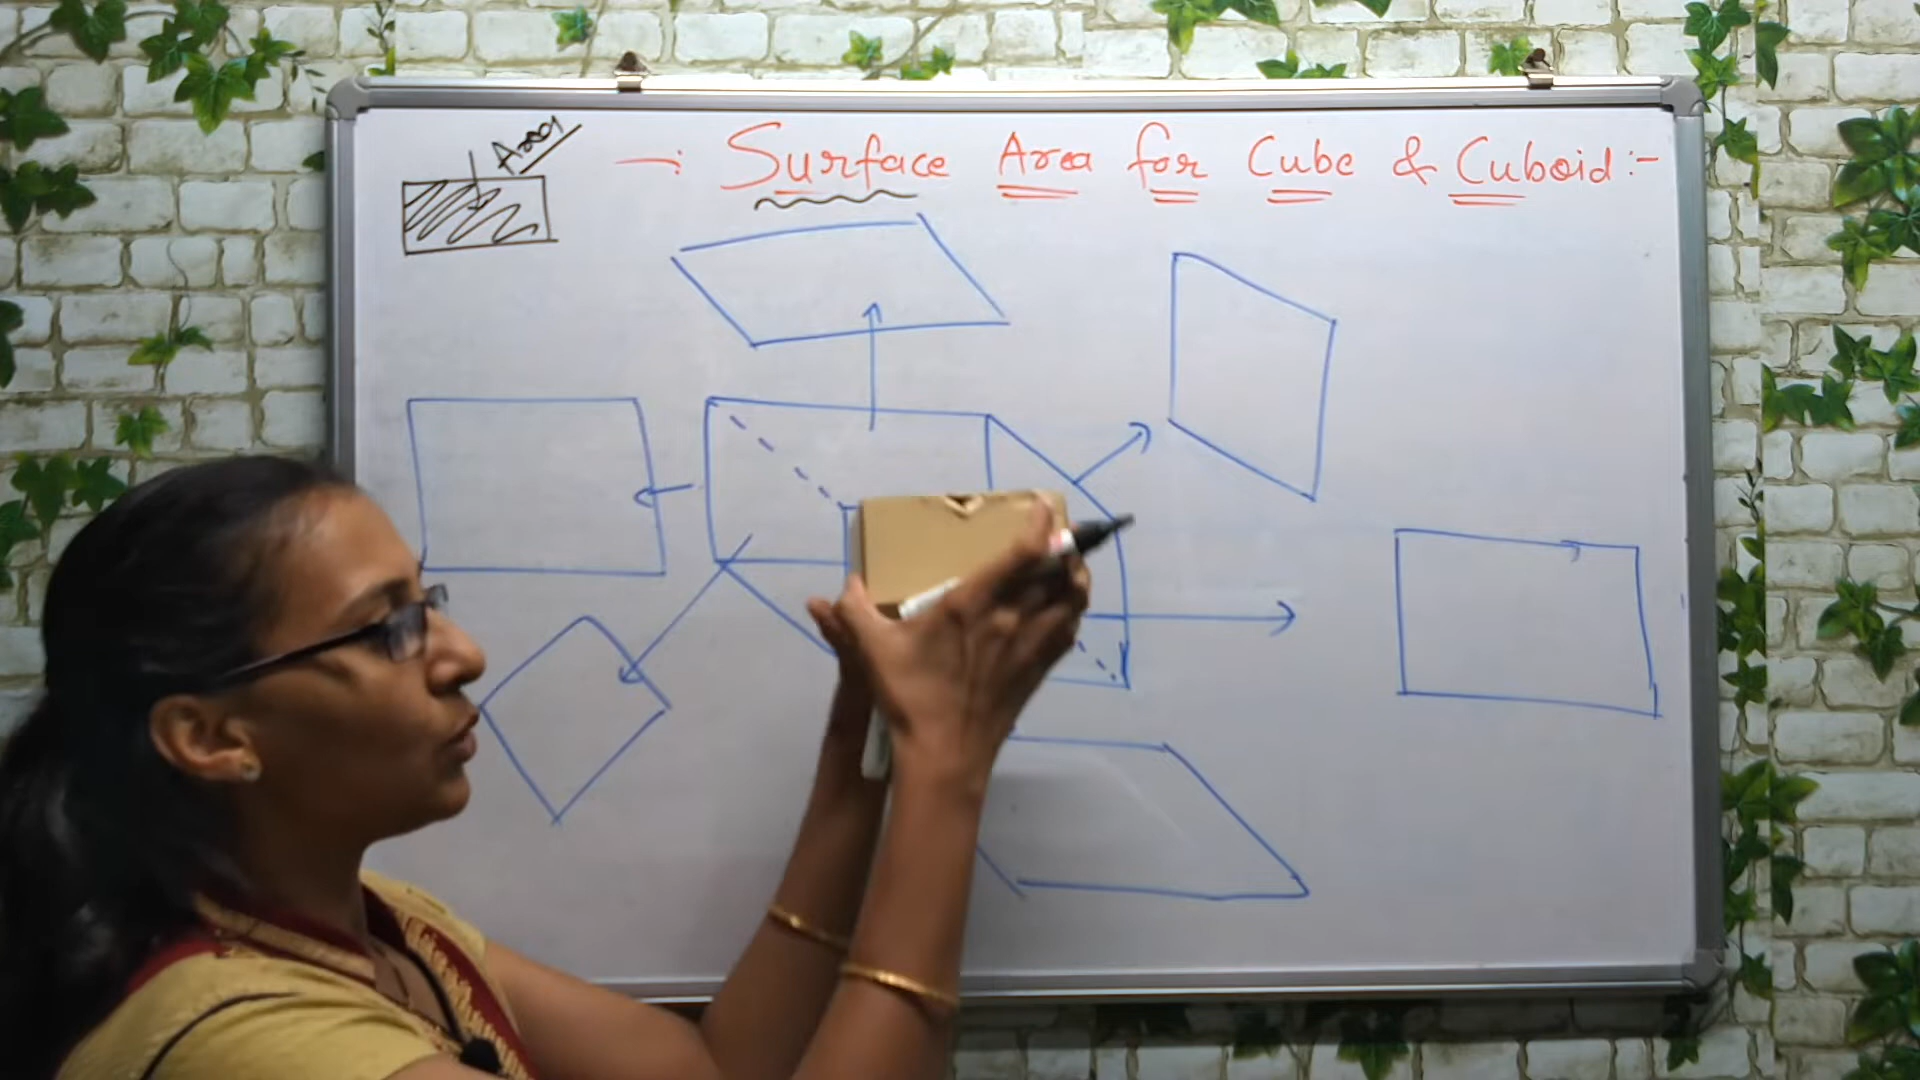 Area
—: Surface Area for Cube & Cuboid :-